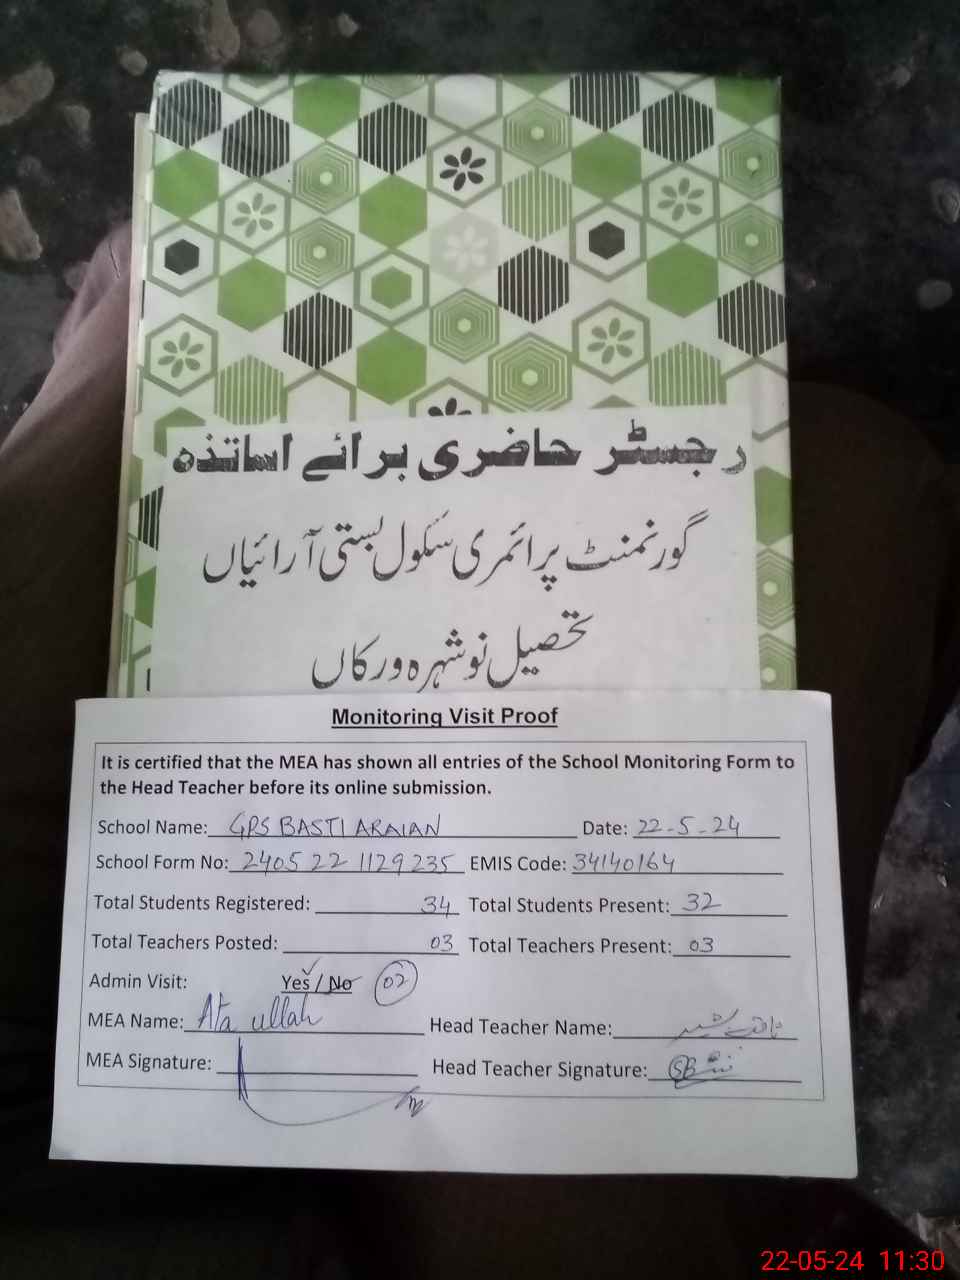 رجسٹر حاضری برائے اساتذہ
گورنمنٹ پرائمری سکول بستی آرائیاں
تحصیل نوشہرہ ورکاں
Monitoring Visit Proof
It is certified that the MEA has shown all entries of the School Monitoring Form to
the Head Teacher before its online submission.
School Name: GPS BASTI ARAIAN Date: 22-5-24
School Form No: 2405 22 1129 235 EMIS Code: 34140164
Total Students Registered: 34 Total Students Present: 32
Total Teachers Posted: 03 Total Teachers Present: 03
Admin Visit: Yes / No 02
MEA Name: Ata ullah Head Teacher Name:
MEA Signature: Head Teacher Signature:
22-05-24 11:30